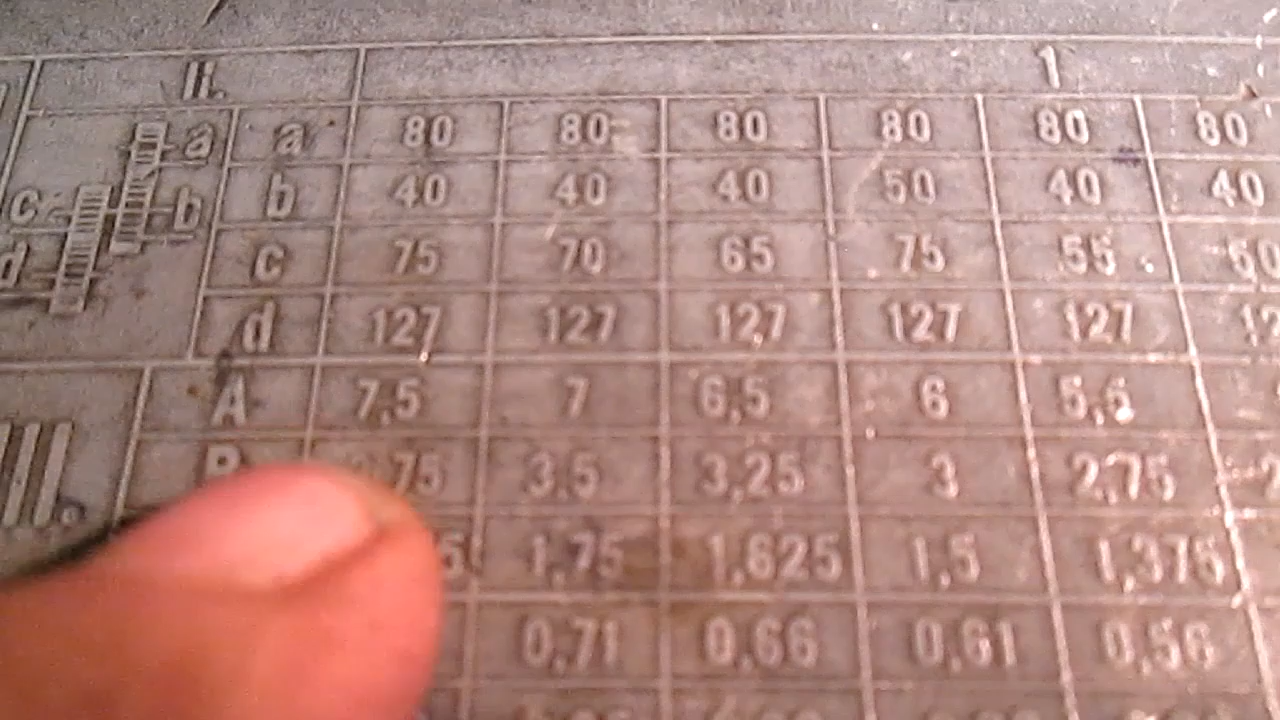 II. 1
a a 80 80 80 80 80 80
c b b 40 40 40 50 40 40
d c 75 70 65 75 55
d 127 127 127 127 127
A 7,5 7 6,5 6 5,5
3,5 3,25 3 2,75
III. 1,75 1,625 1,5 1,375
0,71 0,66 0,61 0,56